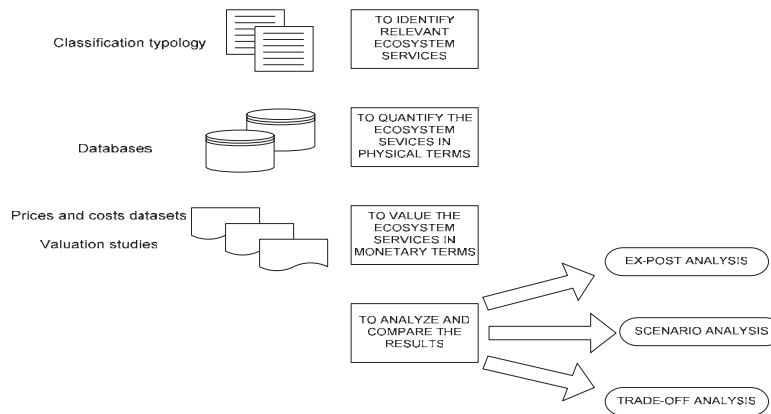 Classification typology
TO IDENTIFY
RELEVANT
ECOSYSTEM
SERVICES
Databases
TO QUANTIFY THE
ECOSYSTEM
SEVICES IN
PHYSICAL TERMS
Prices and costs datasets
Valuation studies
TO VALUE THE
ECOSYSTEM
SERVICES IN
MONETARY TERMS
TO ANALYZE AND
COMPARE THE
RESULTS
EX-POST ANALYSIS
SCENARIO ANALYSIS
TRADE-OFF ANALYSIS